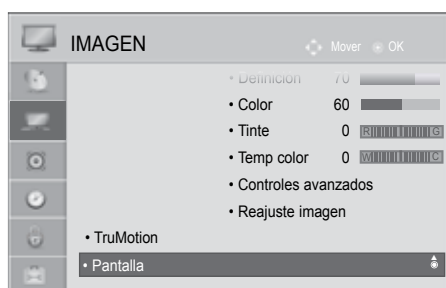 IMAGEN
Mover OK
• Definición 70
• Color 60
• Tinte 0 R G
• Temp color 0 W C
• Controles avanzados
• Reajuste imagen
• TruMotion
• Pantalla